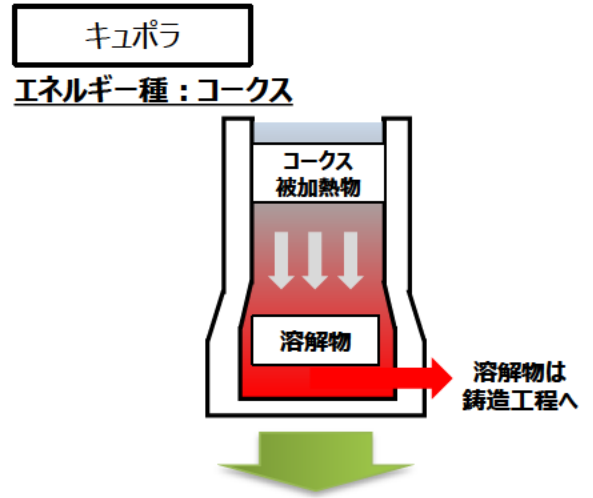 キュポラ
エネルギー種：コークス
コークス
被加熱物
溶解物
溶解物は
鋳造工程へ